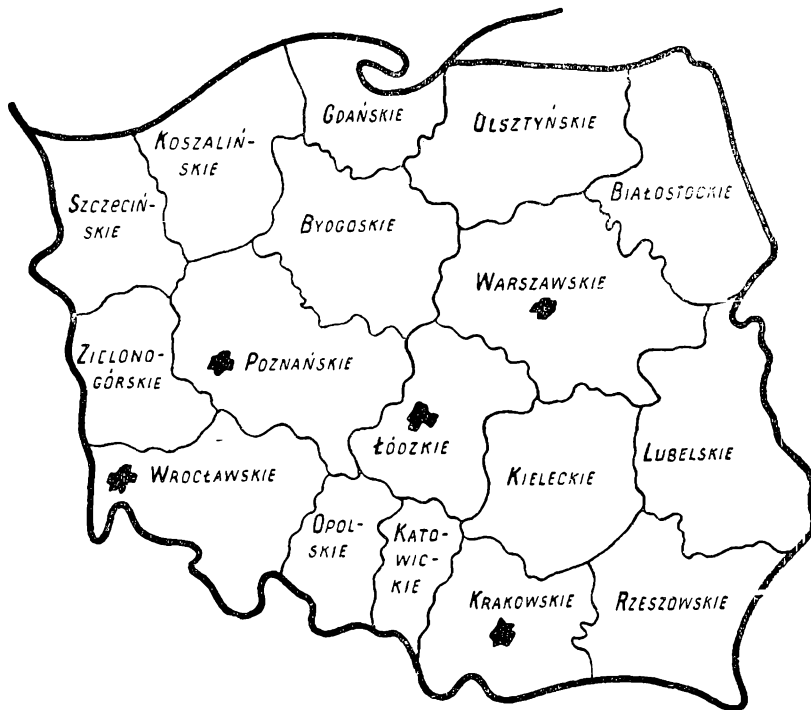 GDAŃSKIE
OLSZTYŃSKIE
KOSZALIŃ-
SKIE
BIAŁOSTOCKIE
SZCZECIŃ-
SKIE
BYDGOSKIE
WARSZAWSKIE
ZIELONO-
GÓRSKIE
POZNAŃSKIE
ŁÓDZKIE
LUBELSKIE
WROCŁAWSKIE
KIELECKIE
OPOL-
SKIE
KATO-
WIC-
KIE
KRAKOWSKIE
RZESZOWSKIE